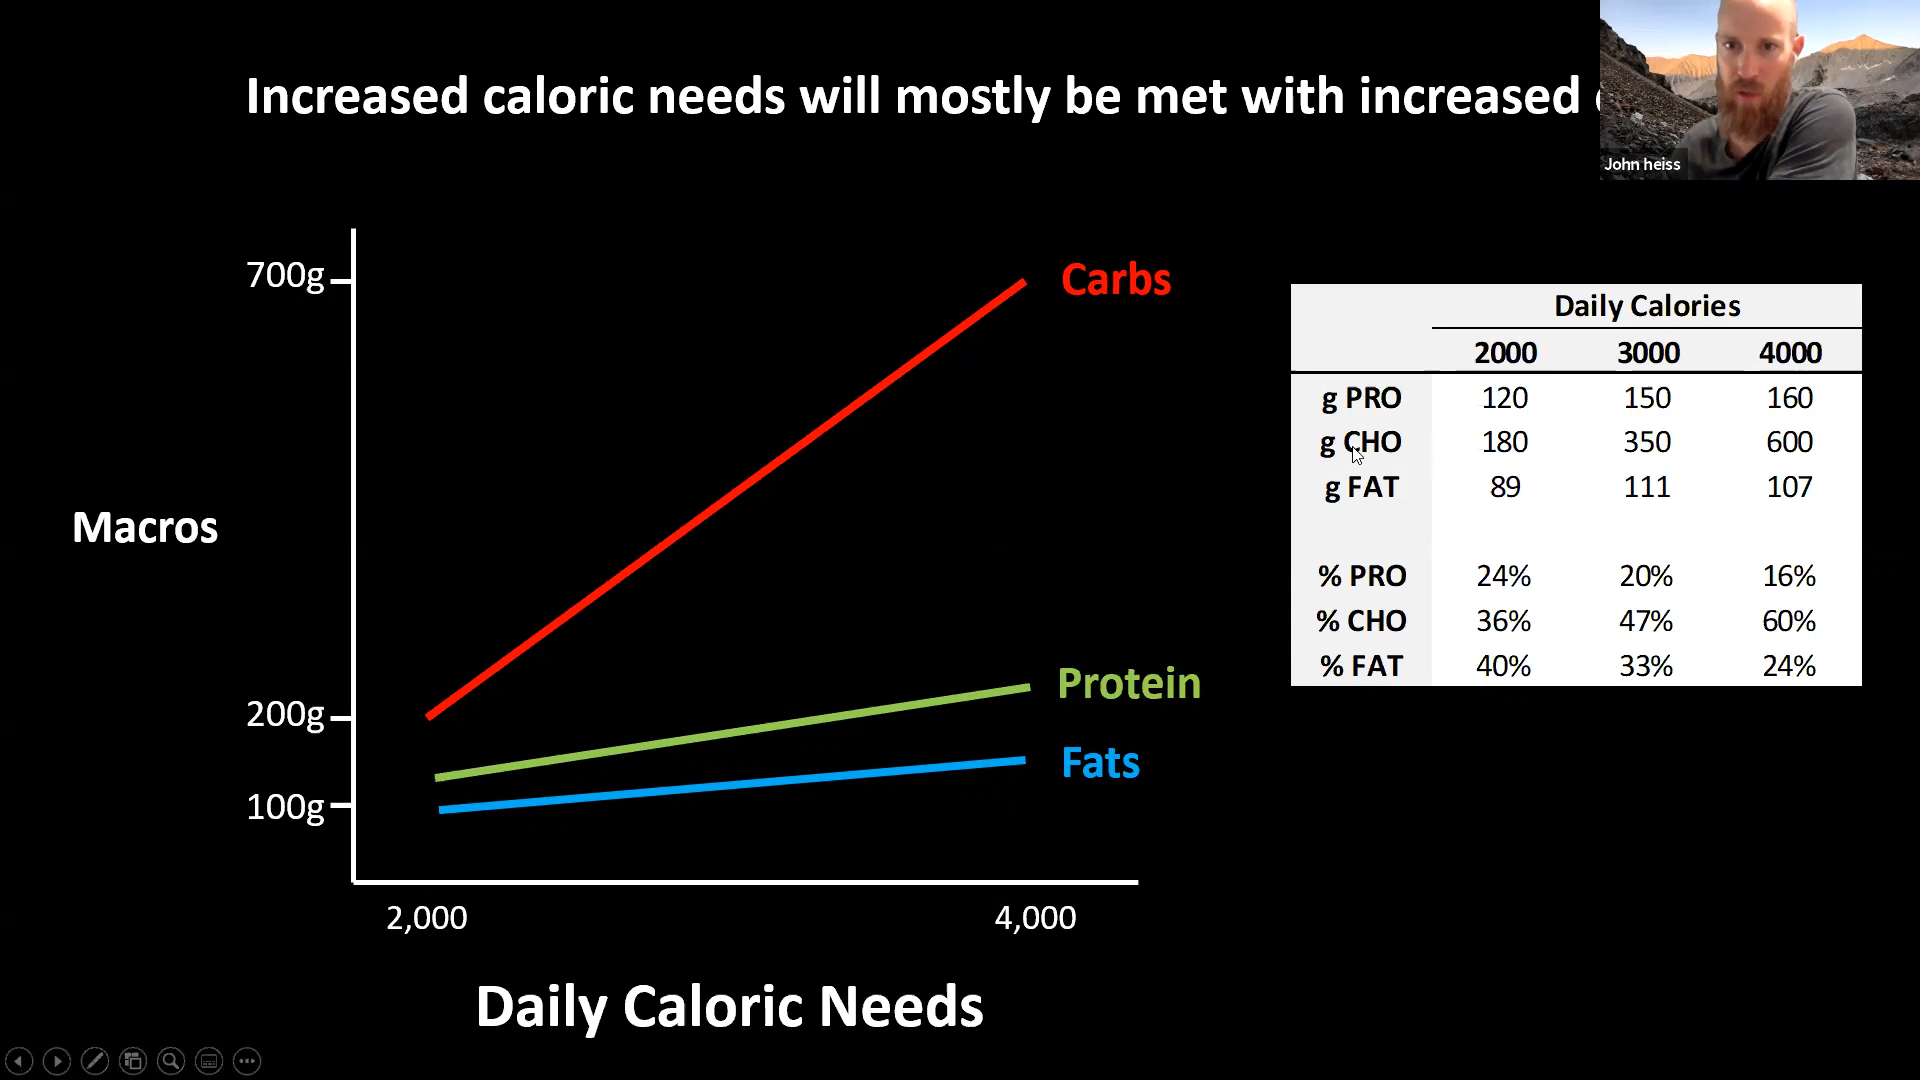 Increased caloric needs will mostly be met with increased
John heiss
700g
Carbs
Daily Calories
2000 3000 4000
g PRO 120 150 160
g CHO 180 350 600
g FAT 89 111 107
Macros
% PRO 24% 20% 16%
% CHO 36% 47% 60%
% FAT 40% 33% 24%
Protein
200g
Fats
100g
2,000 4,000
Daily Caloric Needs